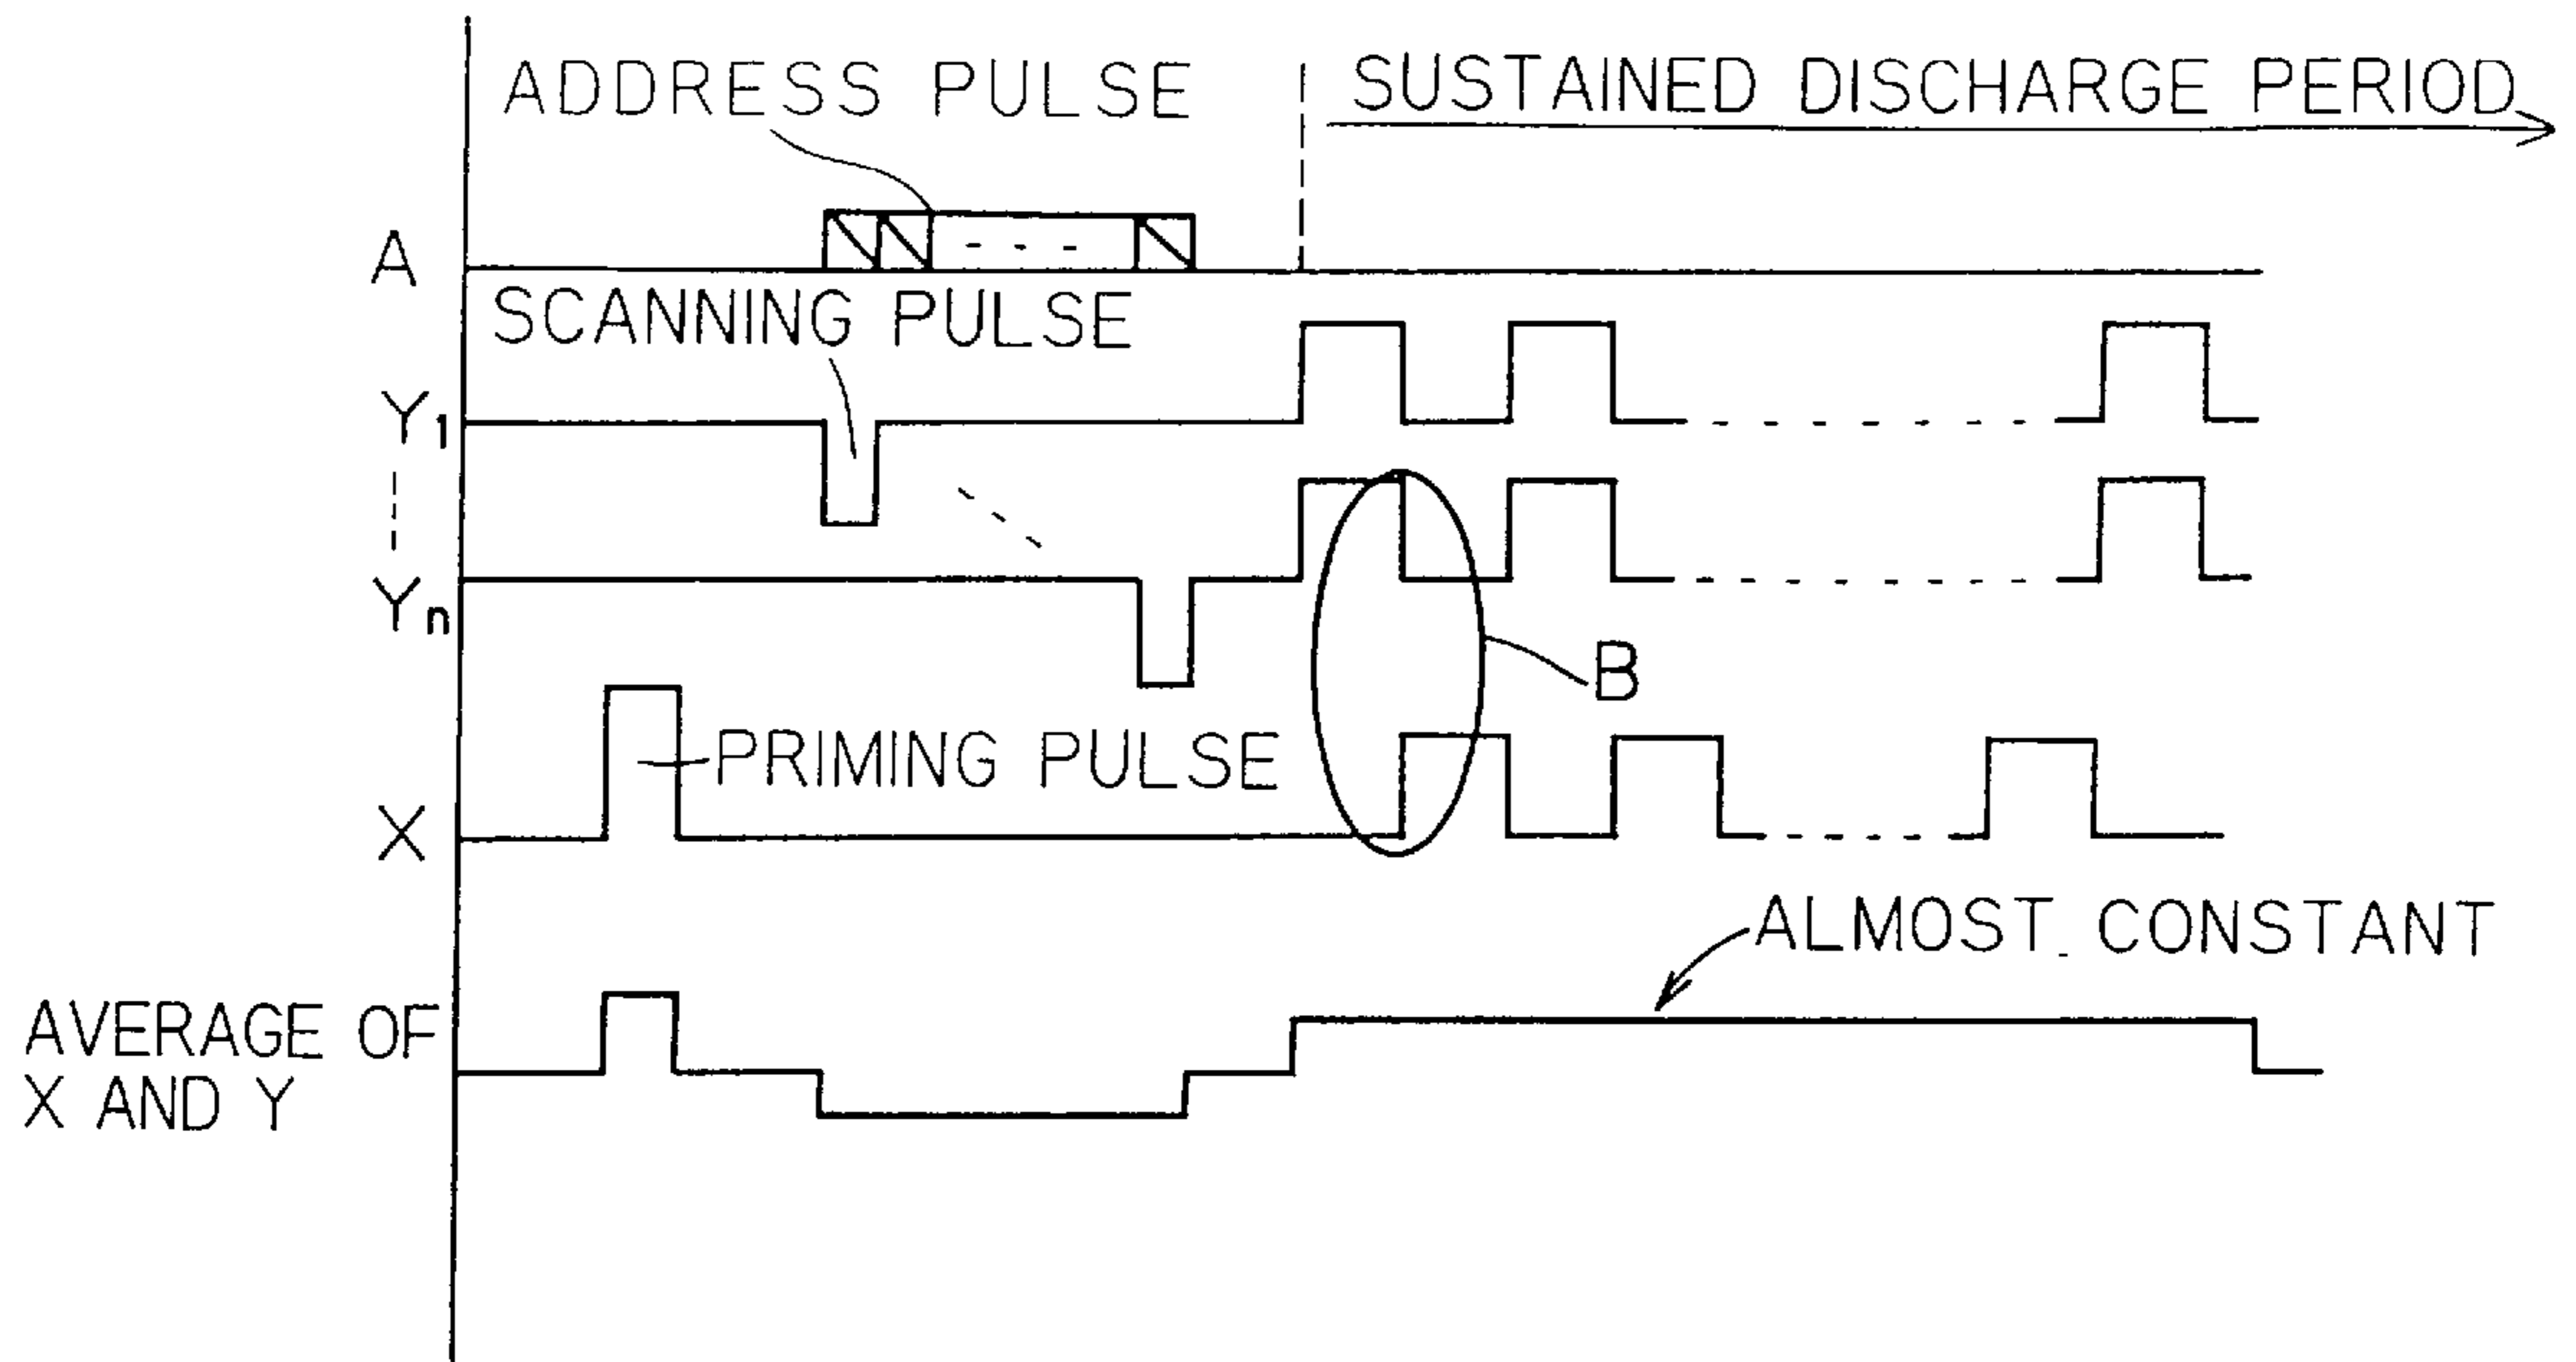 ADDRESS PULSE
SUSTAINED DISCHARGE PERIOD
A
SCANNING PULSE
Y1
Yn
B
PRIMING PULSE
X
ALMOST CONSTANT
AVERAGE OF
X AND Y